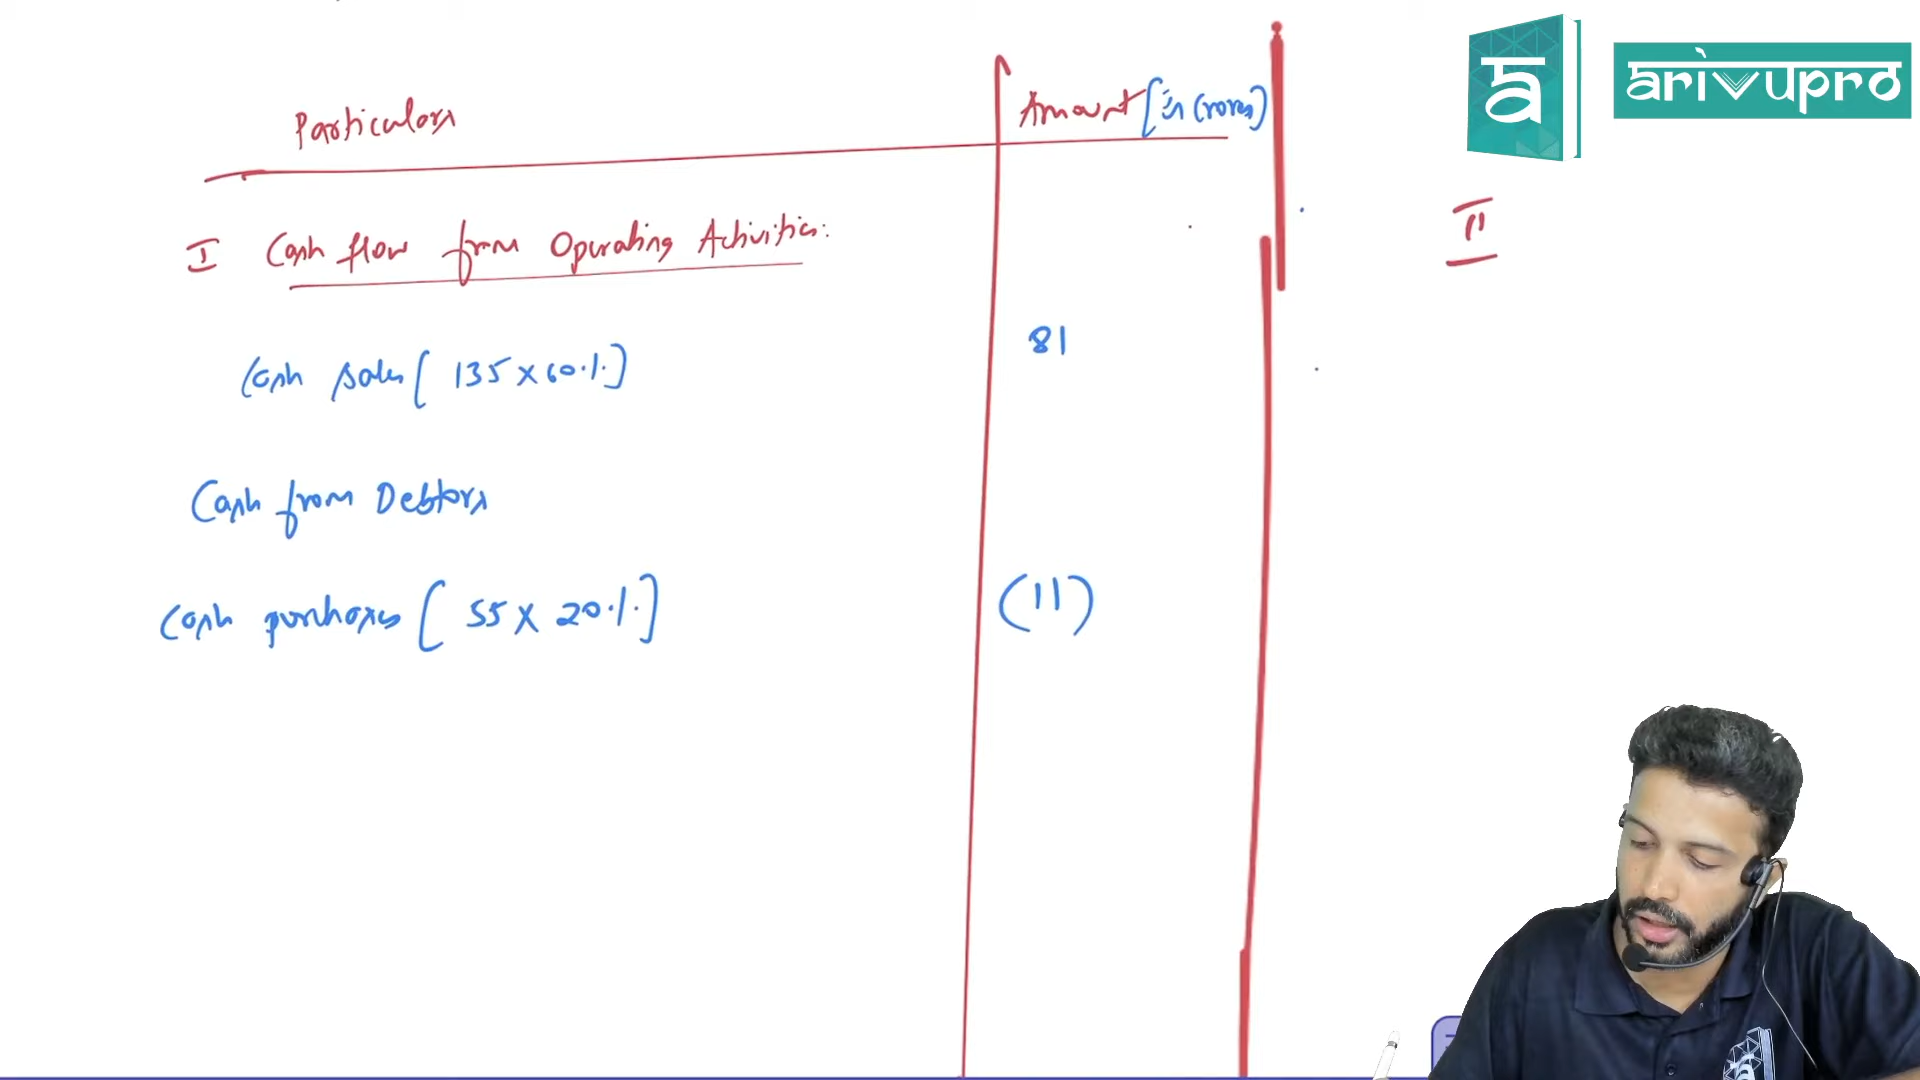 arivupro
Particulars
Amount [in Crores)
I Cash flow from Operating Activities:
II
Cash sales [ 135 x 60%]
81
Cash from Debtors
Cash purchases [ 55 x 20%]
(11)